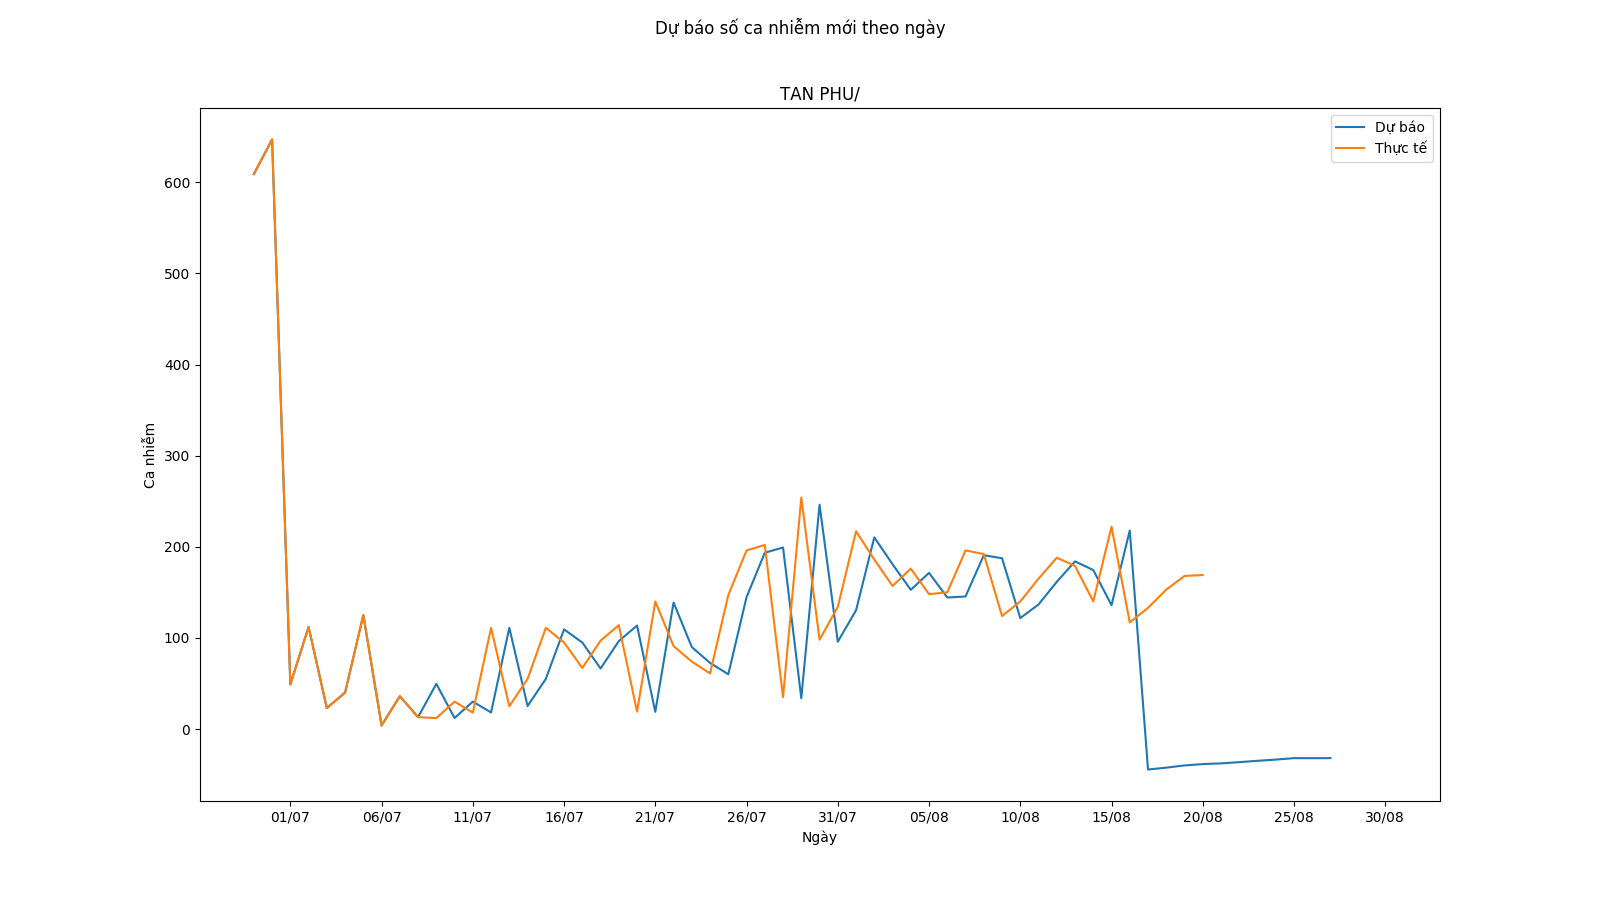 Dự báo số ca nhiễm mới theo ngày
TAN PHU/
Dự báo
Thực tế
600
500
400
300
200
100
0
Ca nhiễm
01/07 06/07 11/07 16/07 21/07 26/07 31/07 05/08 10/08 15/08 20/08 25/08 30/08
Ngày